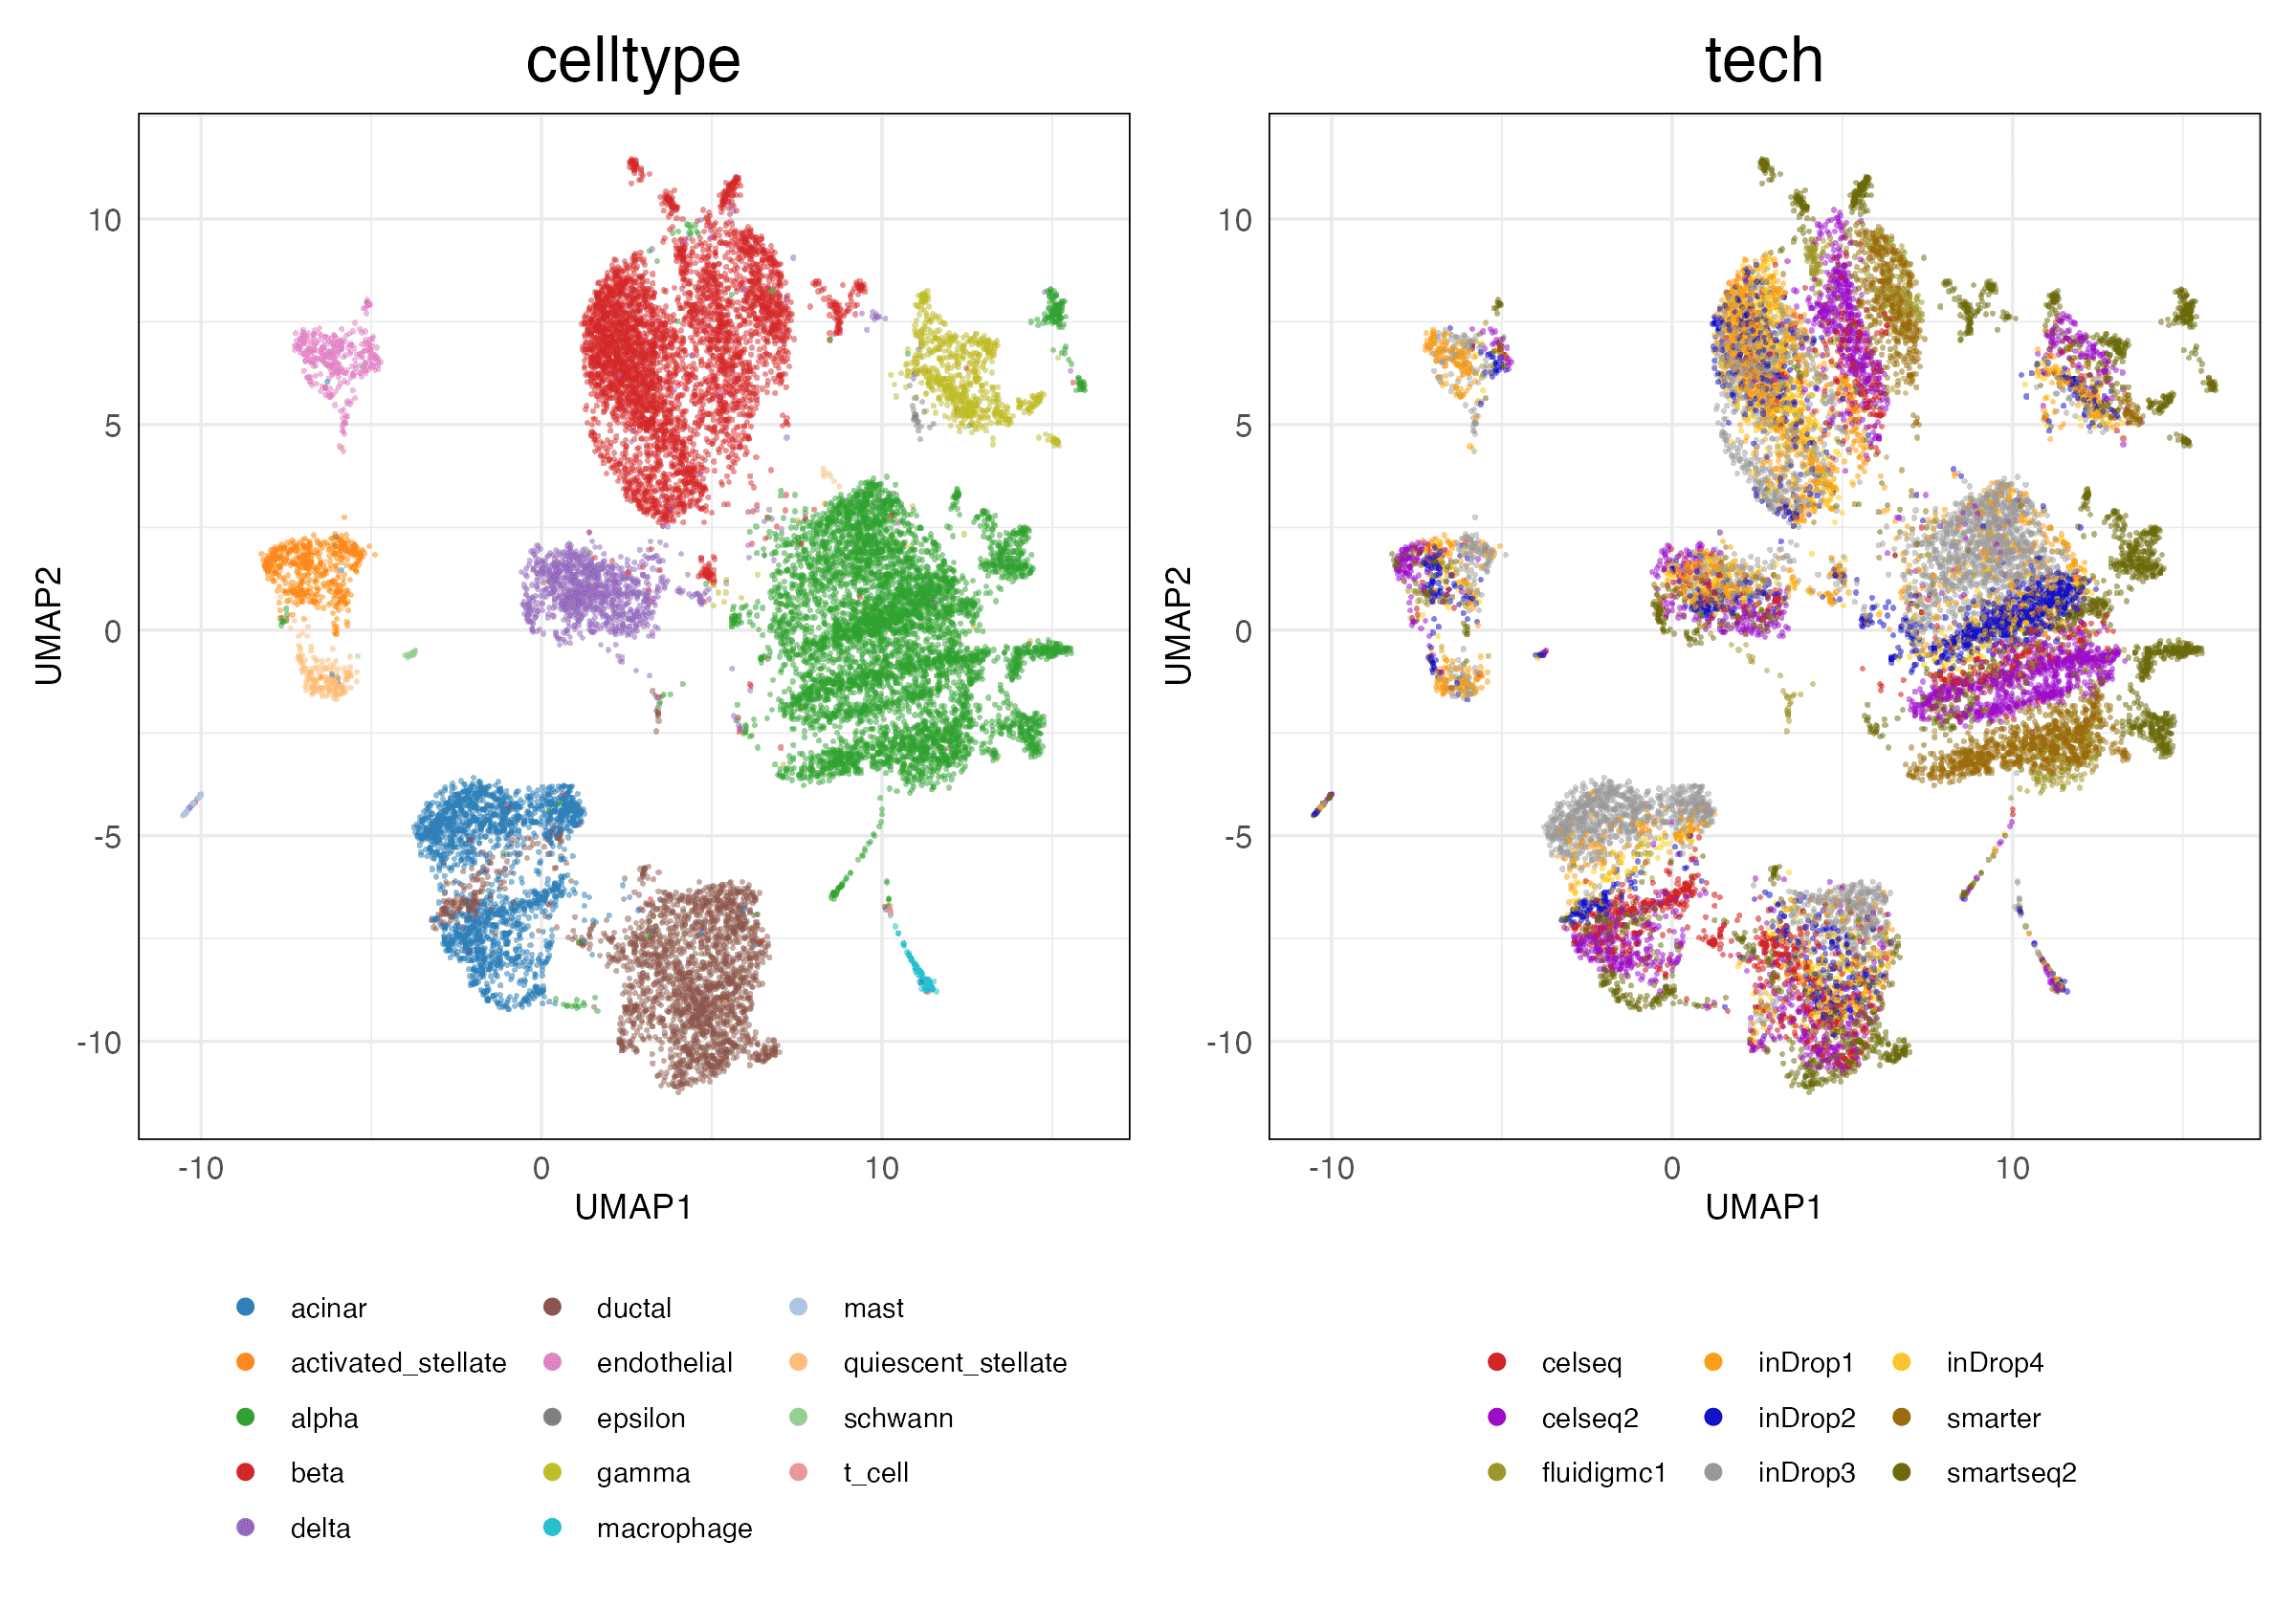 celltype
tech
10
5
0
-5
-10
UMAP2
-10
0
10
UMAP1
10
5
0
-5
-10
UMAP2
-10
0
10
UMAP1
acinar
activated_stellate
alpha
beta
delta
ductal
endothelial
epsilon
gamma
macrophage
mast
quiescent_stellate
schwann
t_cell
celseq
celseq2
fluidigmc1
inDrop1
inDrop2
inDrop3
inDrop4
smarter
smartseq2